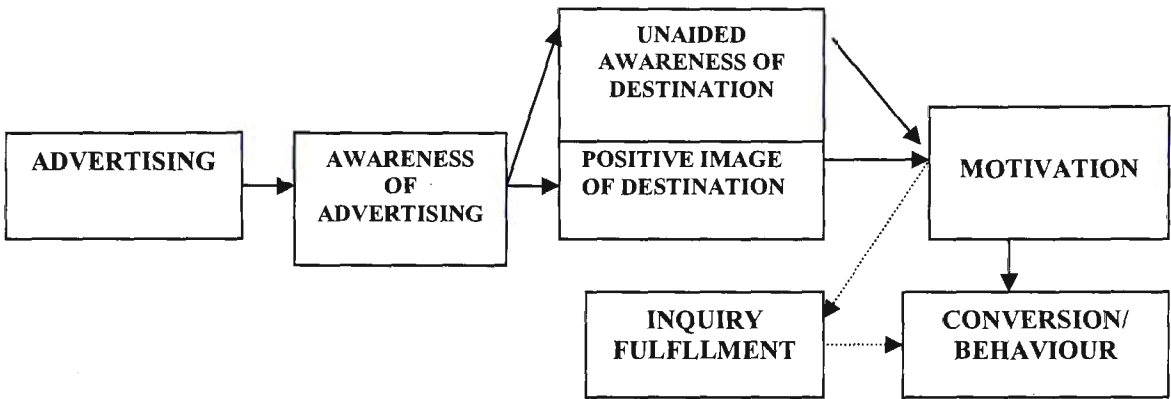 ADVERTISING
AWARENESS
OF
ADVERTISING
UNAIDED
AWARENESS OF
DESTINATION
POSITIVE IMAGE
OF DESTINATION
MOTIVATION
INQUIRY
FULFLLMENT
CONVERSION/
BEHAVIOUR